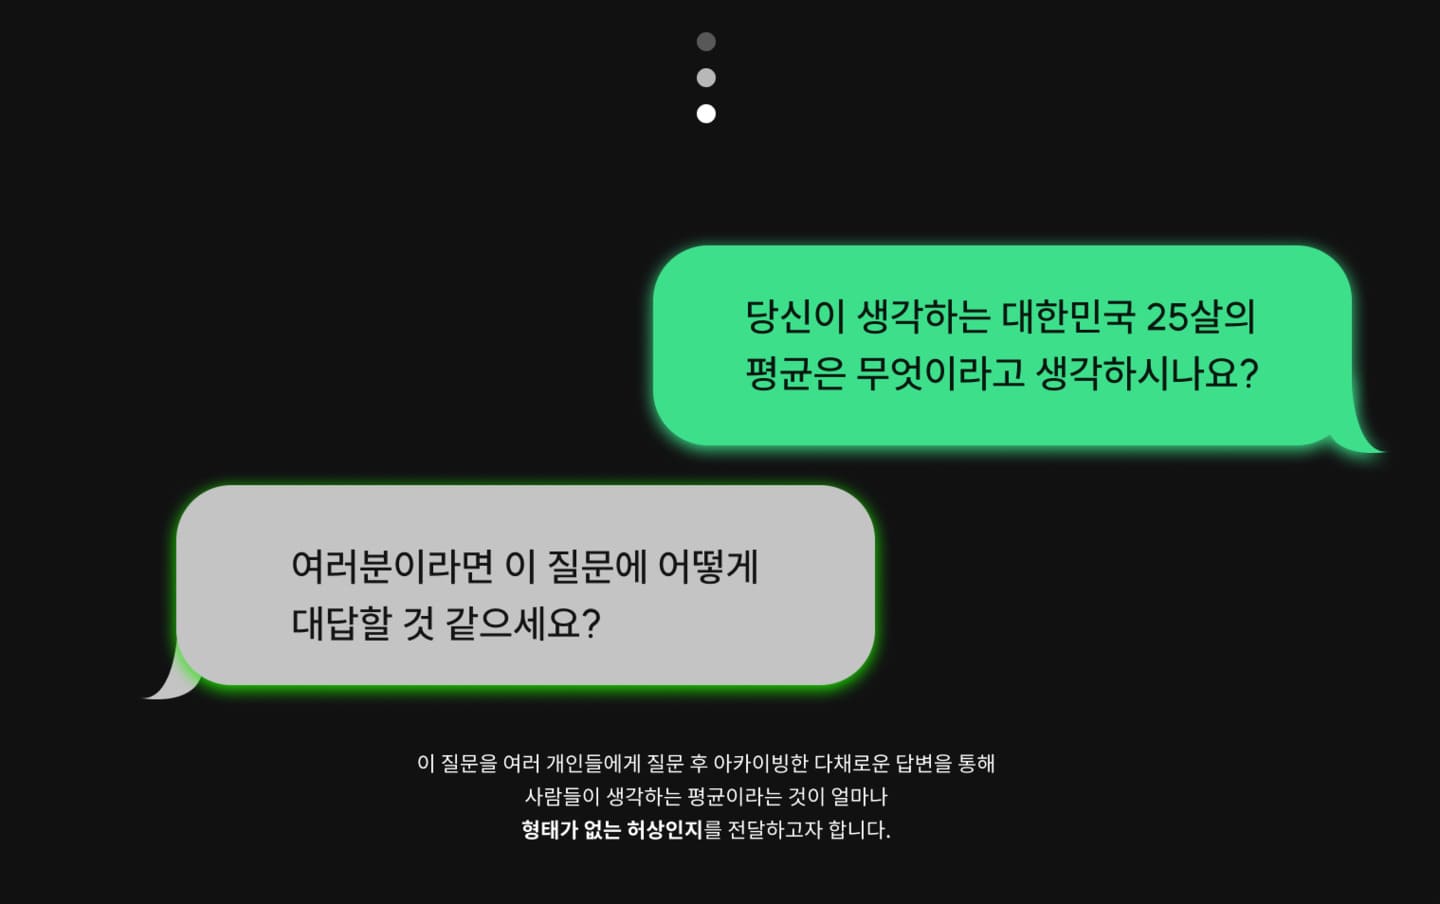 당신이 생각하는 대한민국 25살의
평균은 무엇이라고 생각하시나요?
여러분이라면 이 질문에 어떻게
대답할 것 같으세요?
이 질문을 여러 개인들에게 질문 후 아카이빙한 다채로운 답변을 통해
사람들이 생각하는 평균이라는 것이 얼마나
형태가 없는 허상인지를 전달하고자 합니다.